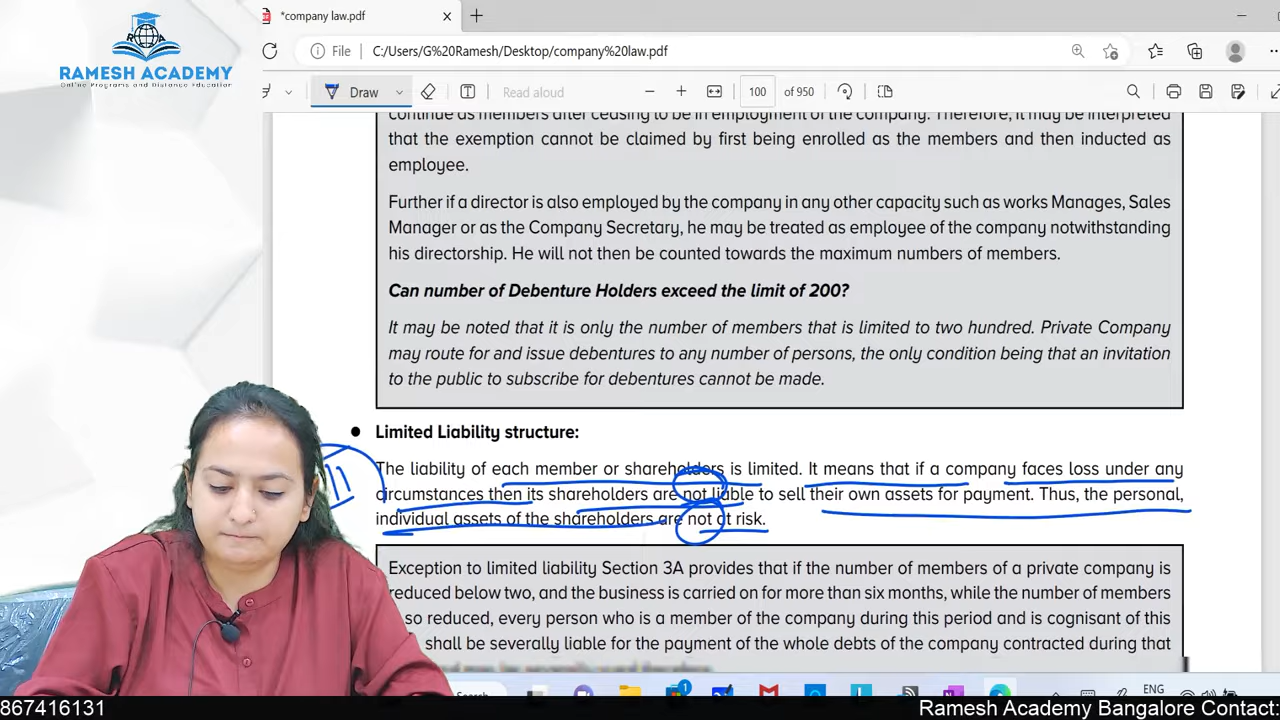 *company law.pdf
RAMESH ACADEMY
Online Programs and Distance Education
File
C:/Users/G%20Ramesh/Desktop/company%20law.pdf
Draw
Read aloud
100
of 950
continue as members after ceasing to be in employment of the company. Therefore, it may be interpreted
that the exemption cannot be claimed by first being enrolled as the members and then inducted as
employee.
Further if a director is also employed by the company in any other capacity such as works Manages, Sales
Manager or as the Company Secretary, he may be treated as employee of the company notwithstanding
his directorship. He will not then be counted towards the maximum numbers of members.
Can number of Debenture Holders exceed the limit of 200?
It may be noted that it is only the number of members that is limited to two hundred. Private Company
may route for and issue debentures to any number of persons, the only condition being that an invitation
to the public to subscribe for debentures cannot be made.
Limited Liability structure:
The liability of each member or shareholders is limited. It means that if a company faces loss under any
circumstances then its shareholders are not liable to sell their own assets for payment. Thus, the personal,
individual assets of the shareholders are not at risk.
Exception to limited liability Section 3A provides that if the number of members of a private company is
reduced below two, and the business is carried on for more than six months, while the number of members
so reduced, every person who is a member of the company during this period and is cognisant of this
shall be severally liable for the payment of the whole debts of the company contracted during that
Search
ENG
867416131
Ramesh Academy Bangalore Contact: